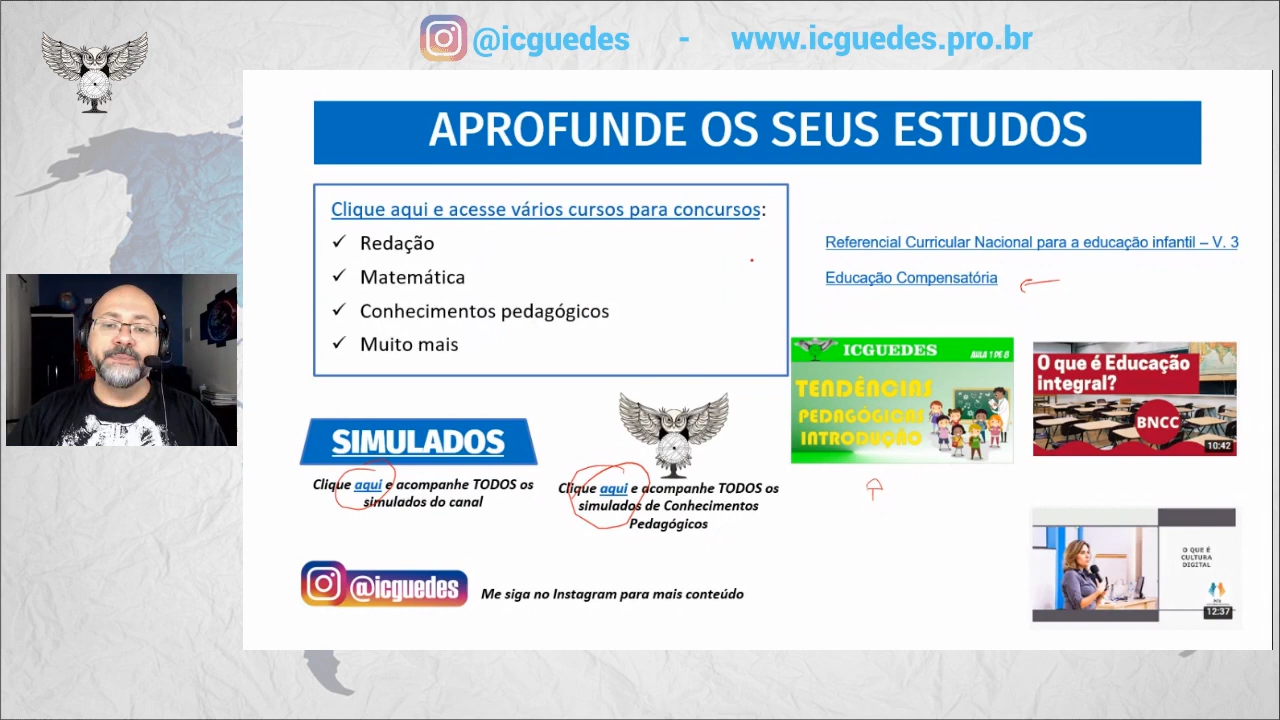 @icguedes - www.icguedes.pro.br
APROFUNDE OS SEUS ESTUDOS
Clique aqui e acesse vários cursos para concursos:
✓ Redação
✓ Matemática
✓ Conhecimentos pedagógicos
✓ Muito mais
Referencial Curricular Nacional para a educação infantil – V. 3
Educação Compensatória
ICGUEDES AULA 1 DE 8
TENDÊNCIAS
PEDAGÓGICAS
INTRODUÇÃO
O que é Educação
integral?
BNCC
10:42
SIMULADOS
Clique aqui e acompanhe TODOS os
simulados do canal
Clique aqui e acompanhe TODOS os
simulados de Conhecimentos
Pedagógicos
O QUE É
CULTURA
DIGITAL
12:37
@icguedes
Me siga no Instagram para mais conteúdo